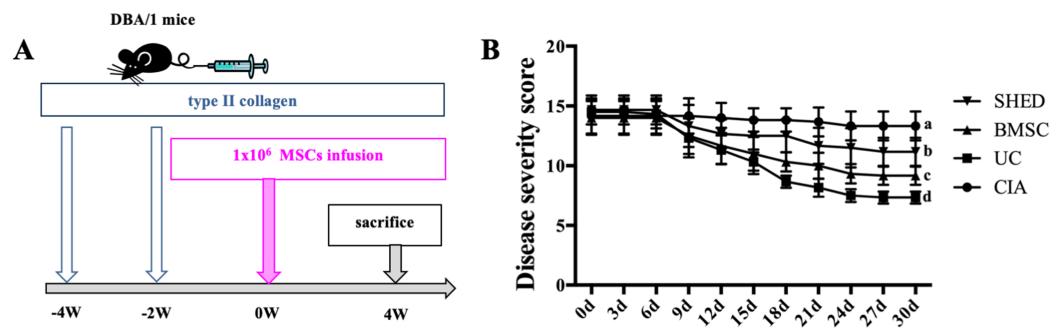 A
DBA/1 mice
type II collagen
1x10⁶ MSCs infusion
sacrifice
-4W -2W 0W 4W
B
Disease severity score
20
15
10
5
0
0d 3d 6d 9d 12d 15d 18d 21d 24d 27d 30d
a
b
c
d
SHED
BMSC
UC
CIA